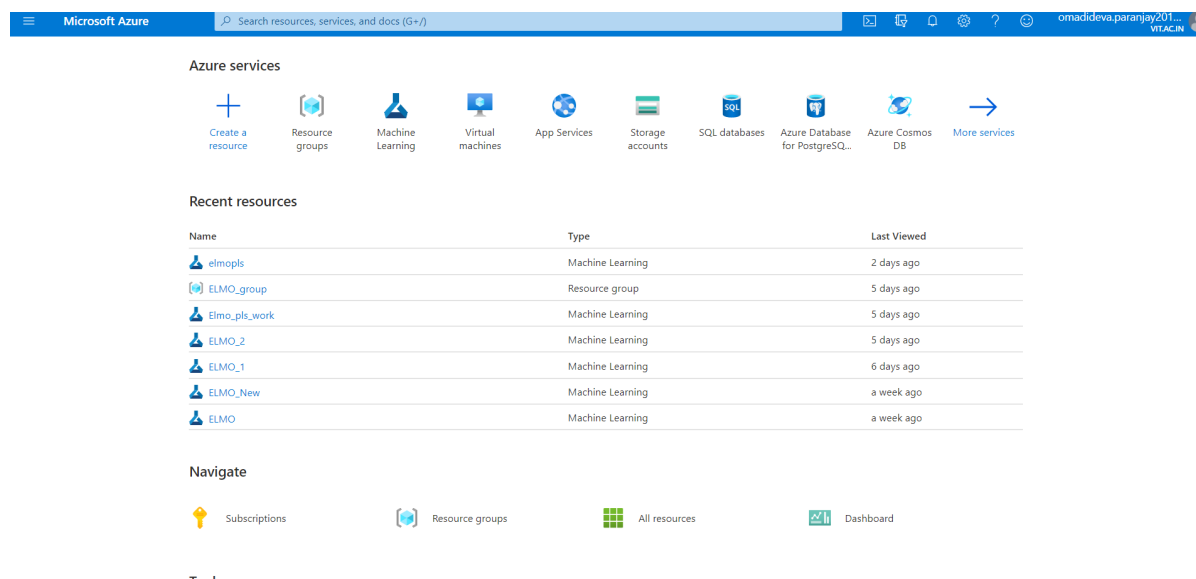 Microsoft Azure
Search resources, services, and docs (G+/)
omadideva.paranjay201...
VIT.AC.IN
Azure services
Create a resource
Resource groups
Machine Learning
Virtual machines
App Services
Storage accounts
SQL databases
Azure Database for PostgreSQ...
Azure Cosmos DB
More services
Recent resources
Name Type Last Viewed
elmopls Machine Learning 2 days ago
ELMO_group Resource group 5 days ago
Elmo_pls_work Machine Learning 5 days ago
ELMO_2 Machine Learning 5 days ago
ELMO_1 Machine Learning 6 days ago
ELMO_New Machine Learning a week ago
ELMO Machine Learning a week ago
Navigate
Subscriptions Resource groups All resources Dashboard